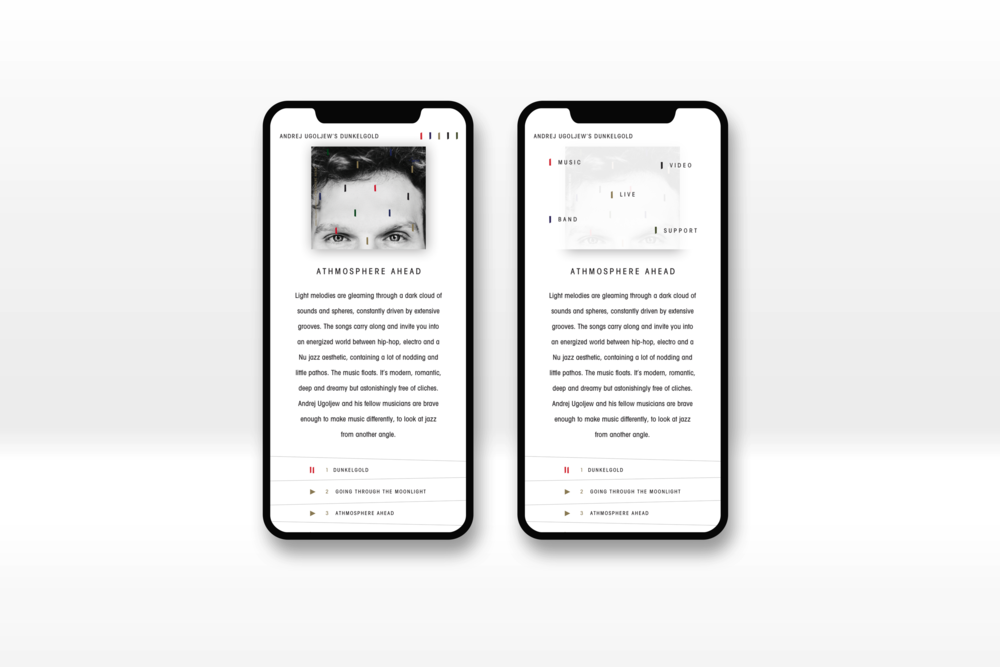 ANDREJ UGOLJEW'S DUNKELGOLD
ATHMOSPHERE AHEAD
Light melodies are gleaming through a dark cloud of
sounds and spheres, constantly driven by extensive
grooves. The songs carry along and invite you into
an energized world between hip-hop, electro and a
Nu jazz aesthetic, containing a lot of nodding and
little pathos. The music floats. It's modern, romantic,
deep and dreamy but astonishingly free of cliches.
Andrej Ugoljew and his fellow musicians are brave
enough to make music differently, to look at jazz
from another angle.
1 DUNKELGOLD
2 GOING THROUGH THE MOONLIGHT
3 ATHMOSPHERE AHEAD
ANDREJ UGOLJEW'S DUNKELGOLD
MUSIC
VIDEO
LIVE
BAND
SUPPORT
ATHMOSPHERE AHEAD
Light melodies are gleaming through a dark cloud of
sounds and spheres, constantly driven by extensive
grooves. The songs carry along and invite you into
an energized world between hip-hop, electro and a
Nu jazz aesthetic, containing a lot of nodding and
little pathos. The music floats. It's modern, romantic,
deep and dreamy but astonishingly free of cliches.
Andrej Ugoljew and his fellow musicians are brave
enough to make music differently, to look at jazz
from another angle.
1 DUNKELGOLD
2 GOING THROUGH THE MOONLIGHT
3 ATHMOSPHERE AHEAD